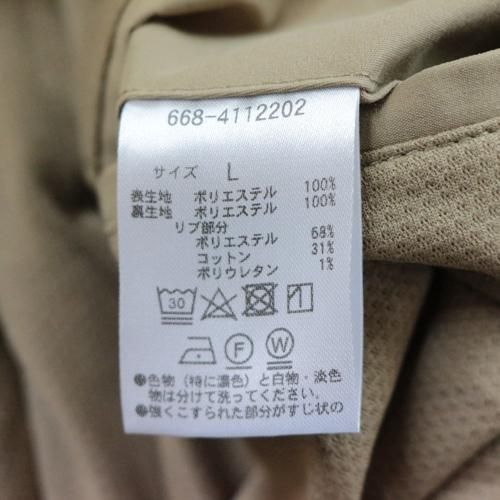 668-4112202
サイズ L
表生地 ポリエステル 100%
裏生地 ポリエステル 100%
リブ部分
ポリエステル 68%
コットン 31%
ポリウレタン 1%
30
F W
●色物(特に濃色)と白物・淡色
物は分けて洗ってください。
●強くこすられた部分がすじ状の